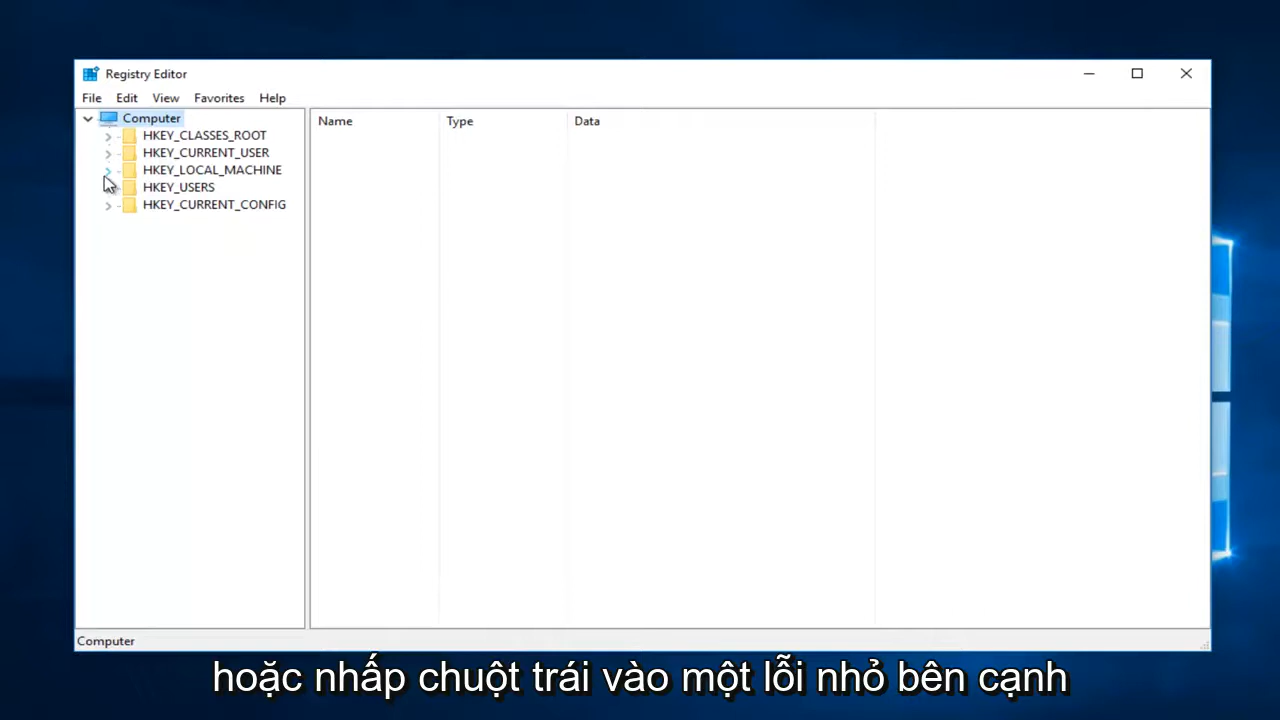 Registry Editor
File Edit View Favorites Help
Computer
HKEY_CLASSES_ROOT
HKEY_CURRENT_USER
HKEY_LOCAL_MACHINE
HKEY_USERS
HKEY_CURRENT_CONFIG
Name Type Data
Computer
hoặc nhấp chuột trái vào một lỗi nhỏ bên cạnh